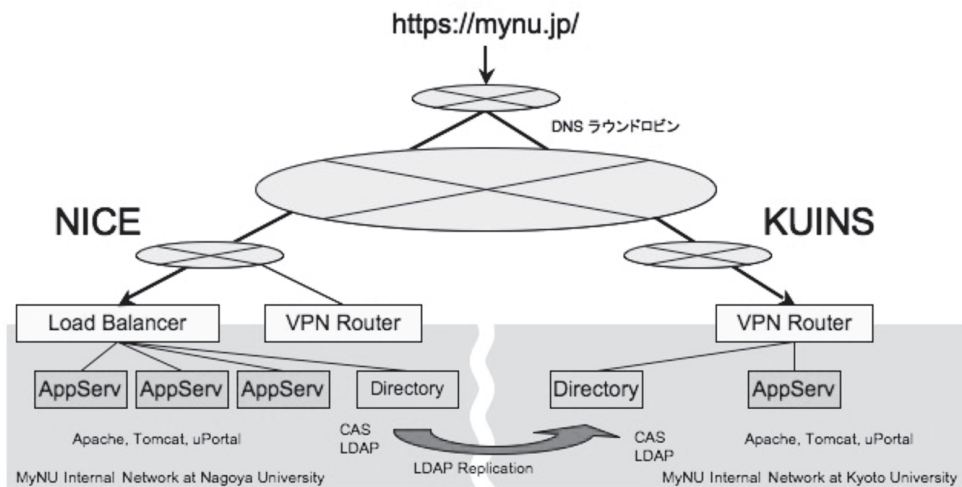 https://mynu.jp/
DNS ラウンドロビン
NICE
KUINS
Load Balancer
VPN Router
VPN Router
AppServ
AppServ
AppServ
Directory
Directory
AppServ
CAS
LDAP
CAS
LDAP
Apache, Tomcat, uPortal
Apache, Tomcat, uPortal
LDAP Replication
MyNU Internal Network at Nagoya University
MyNU Internal Network at Kyoto University